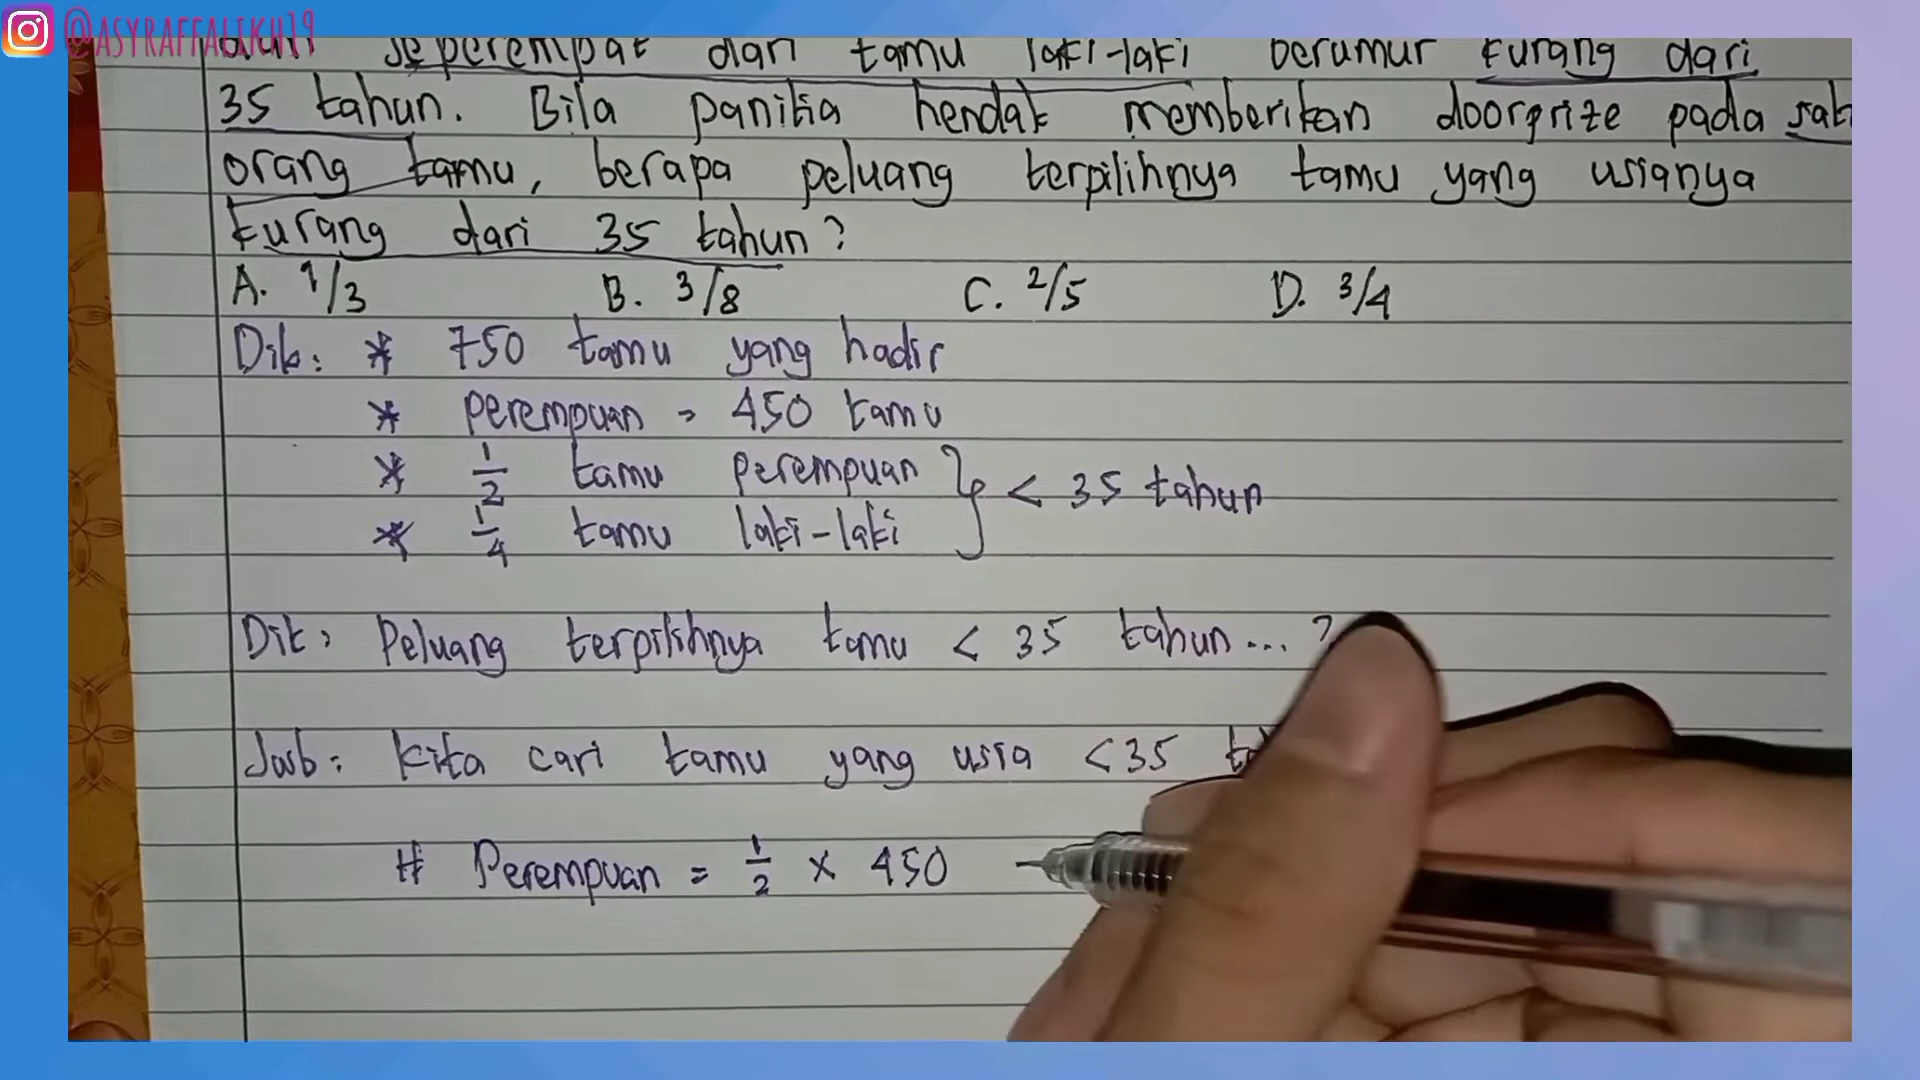 @ASYRAFFALIKH19
seperempat dari tamu laki-laki berumur kurang dari
35 tahun. Bila panitia hendak memberikan doorprize pada
orang tamu, berapa peluang terpilihnya tamu yang usianya
kurang dari 35 tahun?
A. 1/3 B. 3/8 C. 2/5 D. 3/4
Dik: * 750 tamu yang hadir
* perempuan = 450 tamu
* 1/2 tamu perempuan } < 35 tahun
* 1/4 tamu laki-laki
Dit: Peluang terpilihnya tamu < 35 tahun...?
Jwb: Kita cari tamu yang usia <35
# Perempuan = 1/2 × 450